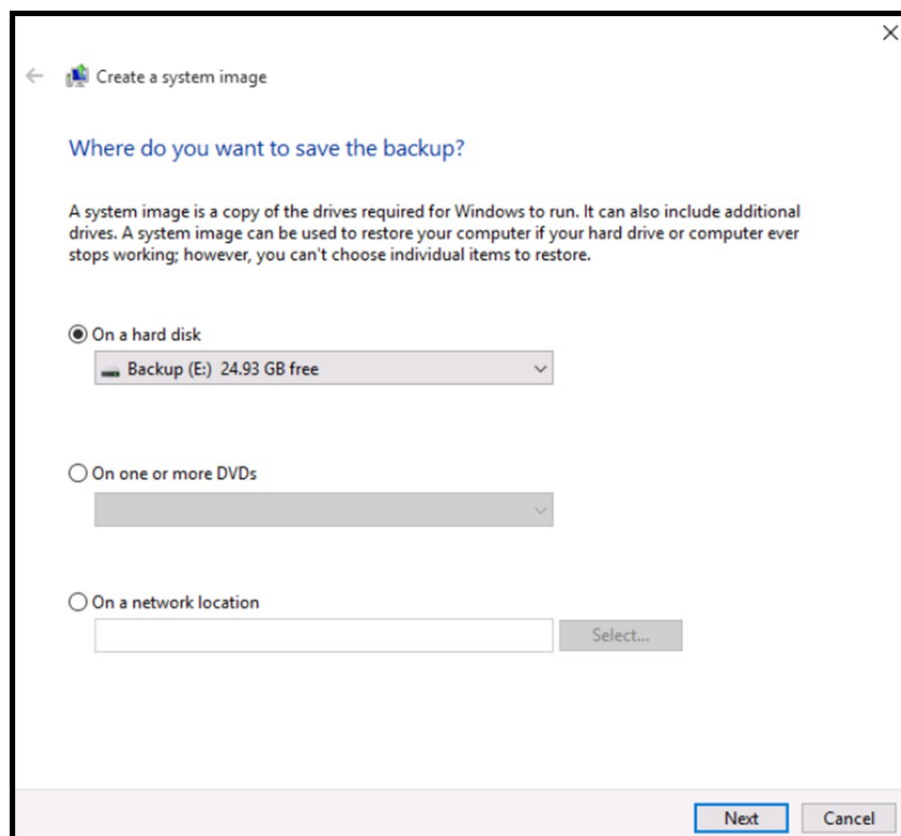 Create a system image
Where do you want to save the backup?
A system image is a copy of the drives required for Windows to run. It can also include additional
drives. A system image can be used to restore your computer if your hard drive or computer ever
stops working; however, you can't choose individual items to restore.
On a hard disk
Backup (E:) 24.93 GB free
On one or more DVDs
On a network location
Select...
Next Cancel